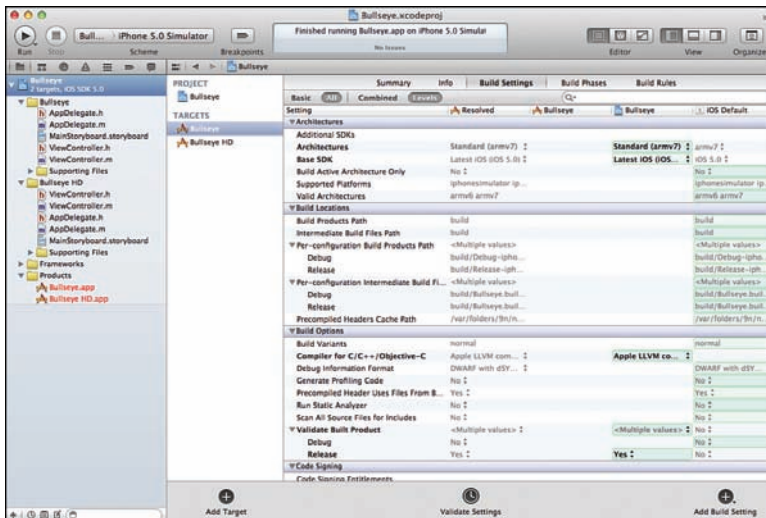 Bullseye.xcodeproj
Bull... iPhone 5.0 Simulator
Finished running Bullseye.app on iPhone 5.0 Simulat
No Issues
Run Stop Scheme Breakpoints Editor View Organize
Bullseye
Bullseye
2 targets, iOS SDK 5.0
Bullseye
AppDelegate.h
AppDelegate.m
MainStoryboard.storyboard
ViewController.h
ViewController.m
Supporting Files
Bullseye HD
ViewController.h
ViewController.m
AppDelegate.h
AppDelegate.m
MainStoryboard.storyboard
Supporting Files
Frameworks
Products
Bullseye.app
Bullseye HD.app
PROJECT
Bullseye
TARGETS
Bullseye
Bullseye HD
Summary Info Build Settings Build Phases Build Rules
Basic All Combined Levels
Setting Resolved Bullseye Bullseye iOS Default
Architectures
Additional SDKs
Architectures Standard (armv7) Standard (armv7) armv7
Base SDK Latest iOS (iOS 5.0) Latest iOS (iOS... iOS 5.0
Build Active Architecture Only No No
Supported Platforms iphonesimulator ip... iphonesimulator ip...
Valid Architectures armv6 armv7 armv6 armv7
Build Locations
Build Products Path build build
Intermediate Build Files Path build build
Per-configuration Build Products Path <Multiple values> <Multiple values>
Debug build/Debug-ipho... build/Debug-ipho...
Release build/Release-iph... build/Release-iph...
Per-configuration Intermediate Build Fi... <Multiple values> <Multiple values>
Debug build/Bullseye.buil... build/Bullseye.buil...
Release build/Bullseye.buil... build/Bullseye.buil...
Precompiled Headers Cache Path /var/folders/9n/n... /var/folders/9n/n...
Build Options
Build Variants normal normal
Compiler for C/C++/Objective-C Apple LLVM com... Apple LLVM co...
Debug Information Format DWARF with dSY... DWARF with dSY...
Generate Profiling Code No No
Precompiled Header Uses Files From B... Yes Yes
Run Static Analyzer No No
Scan All Source Files for Includes No No
Validate Built Product <Multiple values> <Multiple values> No
Debug No No
Release Yes Yes No
Code Signing
Code Signing Entitlements
Add Target Validate Settings Add Build Setting